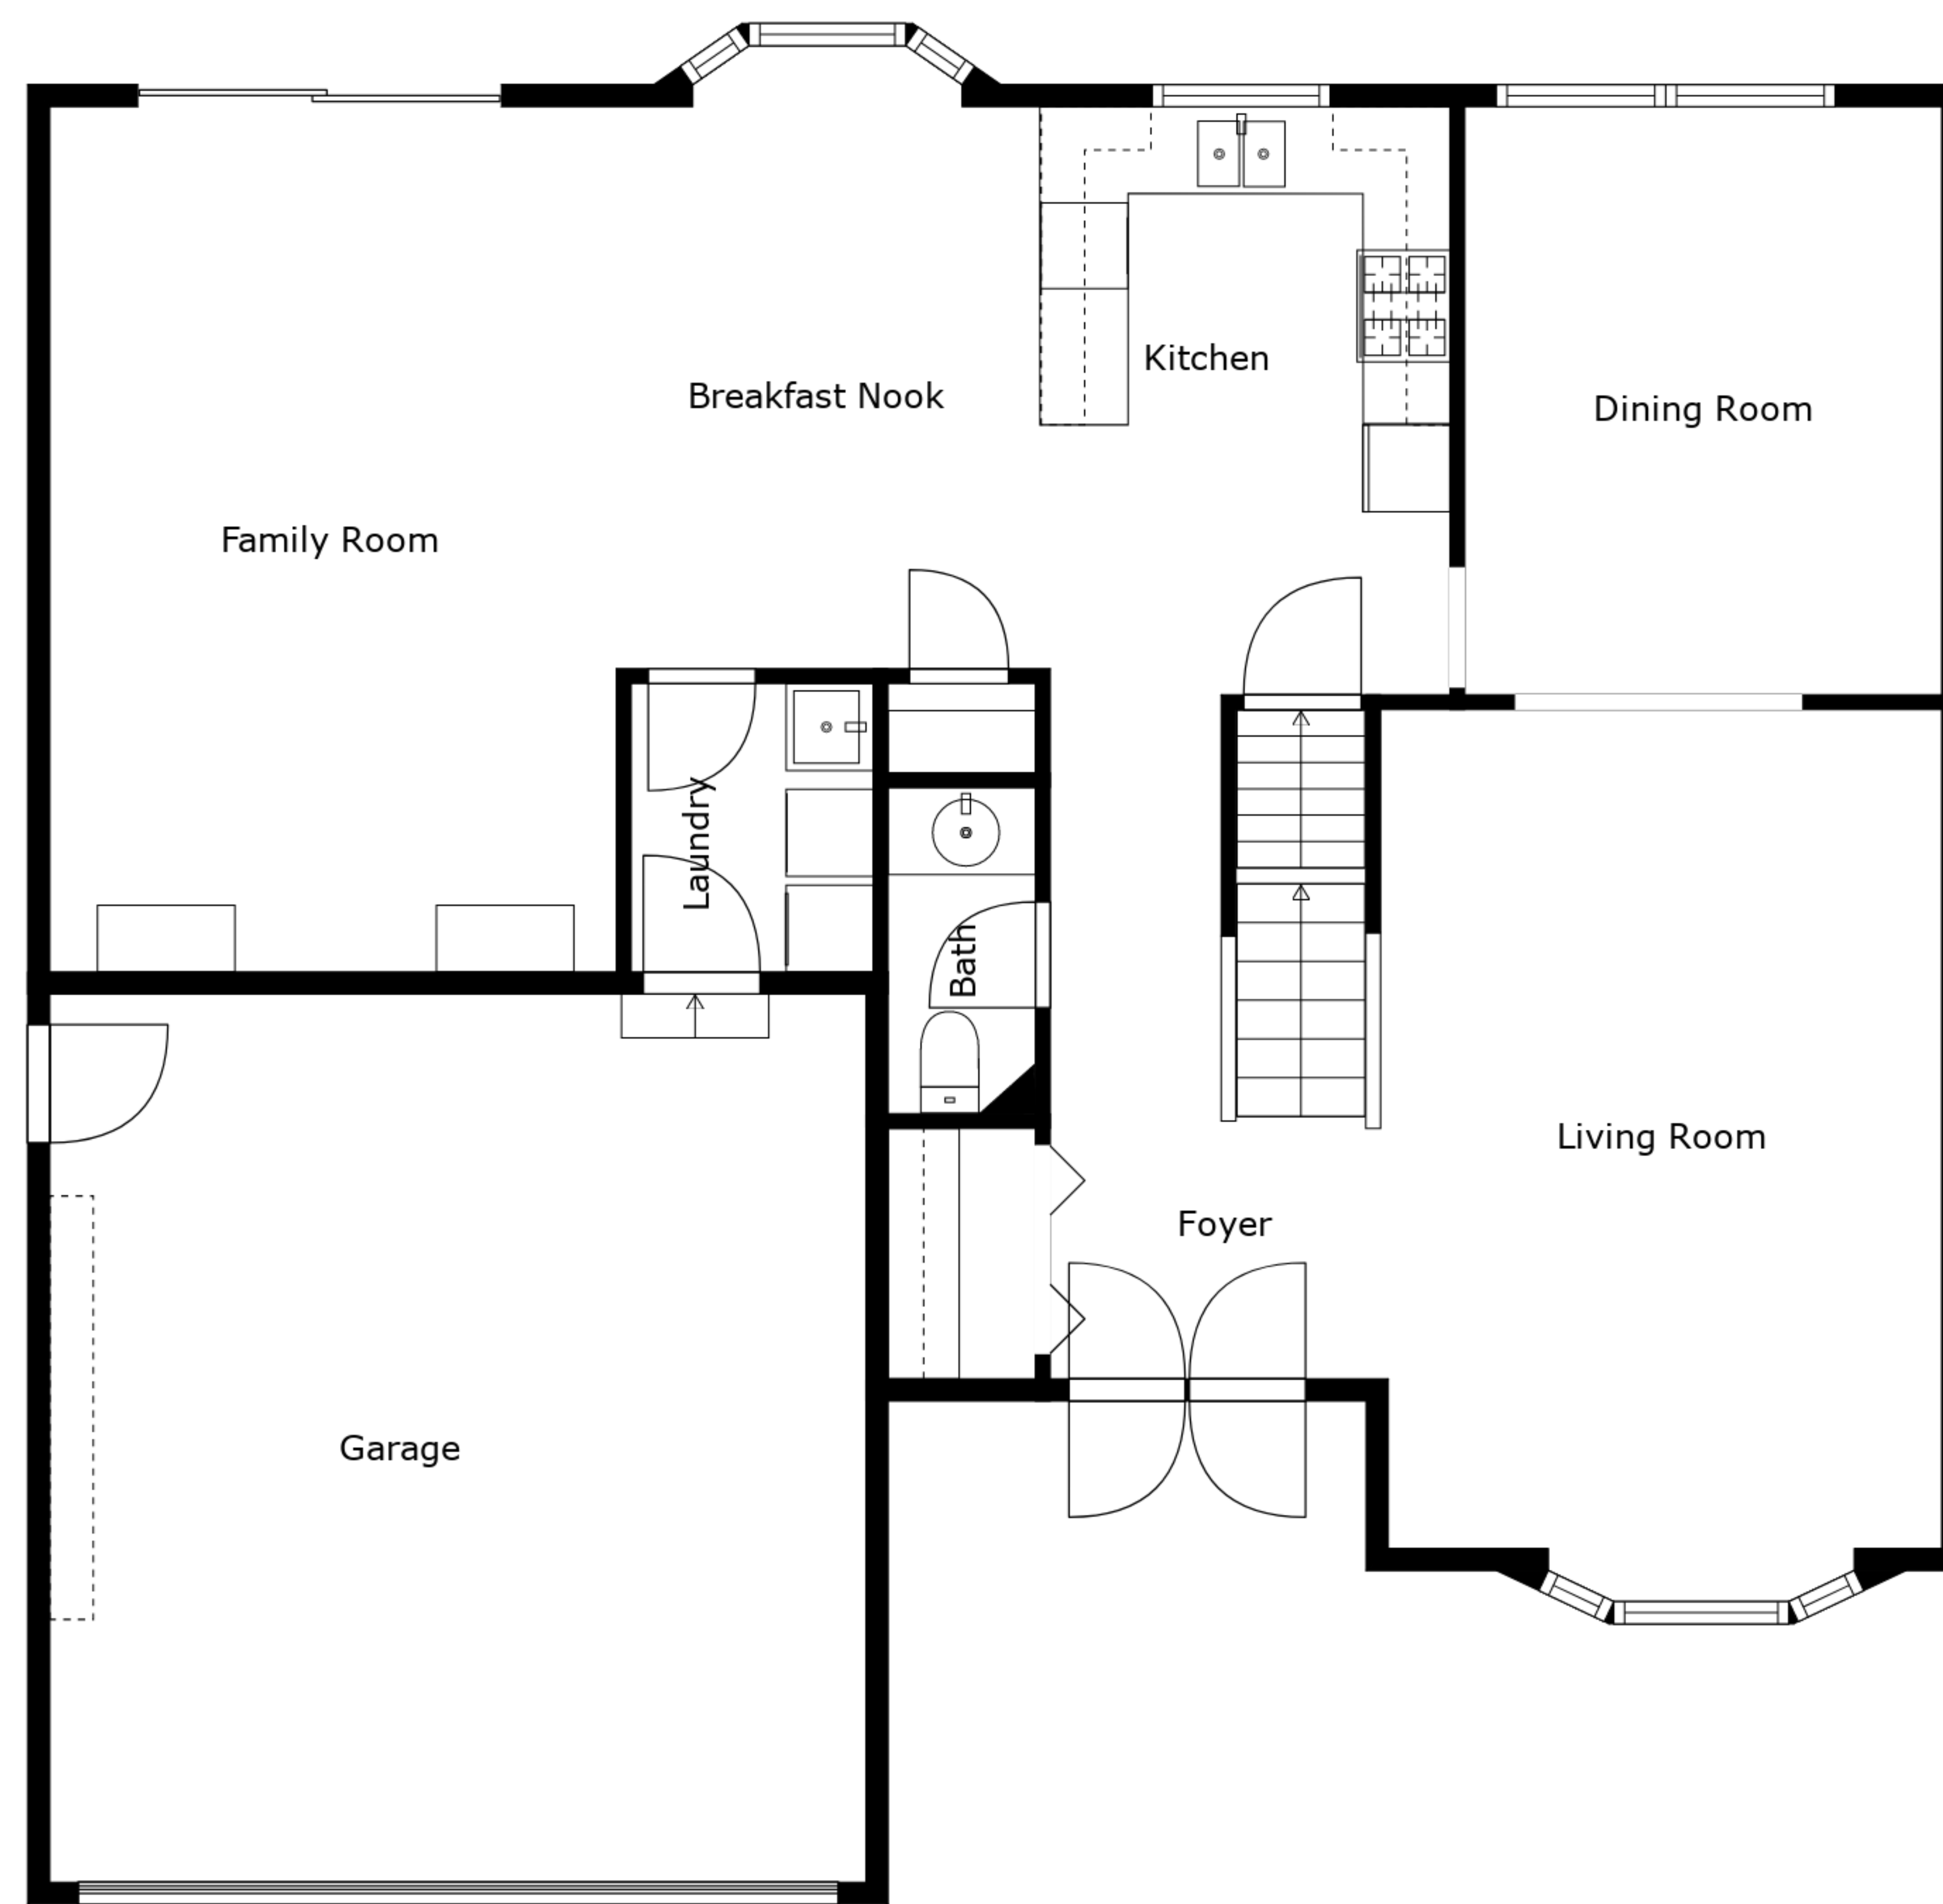 Kitchen
Breakfast Nook
Dining Room
Family Room
Laundry
Bath
Living Room
Foyer
Garage